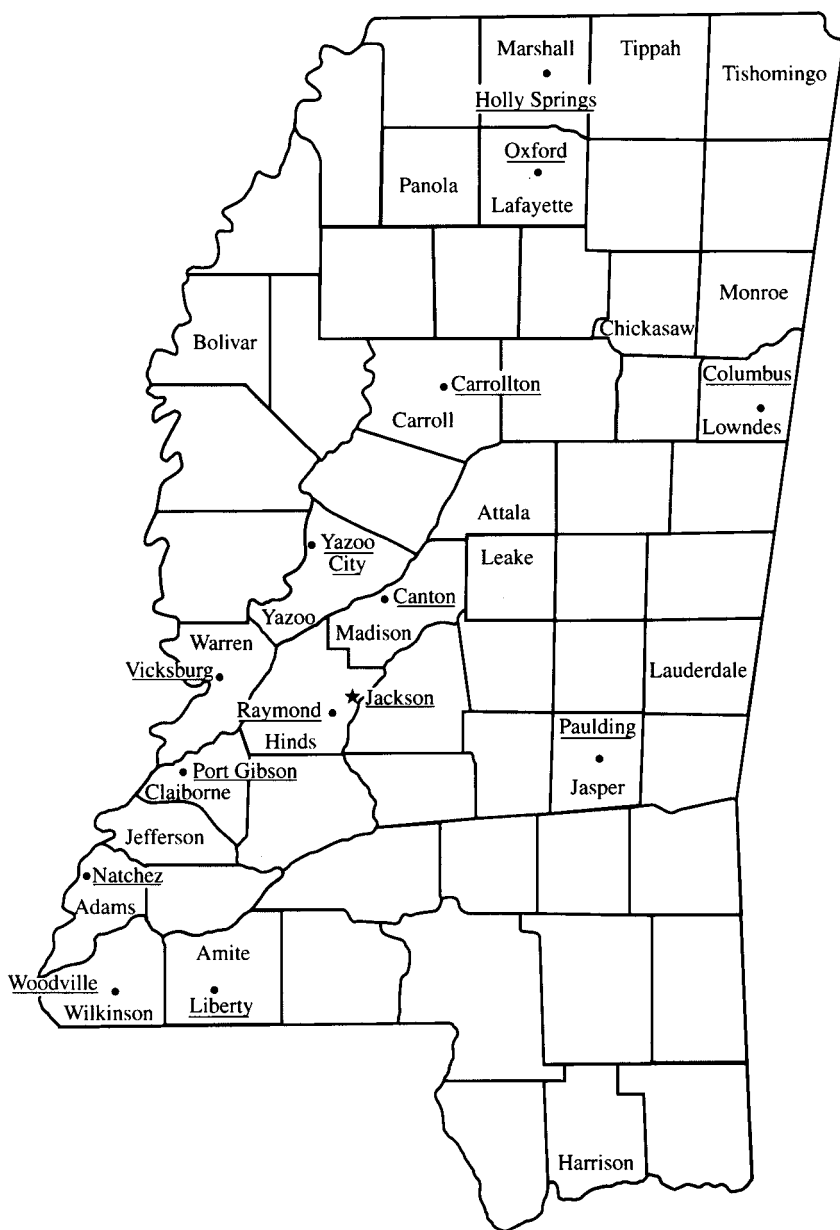 Marshall
Tippah
Tishomingo
Holly Springs
Oxford
Panola
Lafayette
Monroe
Bolivar
Chickasaw
Carrollton
Columbus
Carroll
Lowndes
Attala
Yazoo
City
Leake
Canton
Yazoo
Madison
Warren
Vicksburg
Lauderdale
Jackson
Raymond
Paulding
Hinds
Port Gibson
Claiborne
Jasper
Jefferson
Natchez
Adams
Amite
Woodville
Wilkinson
Liberty
Harrison